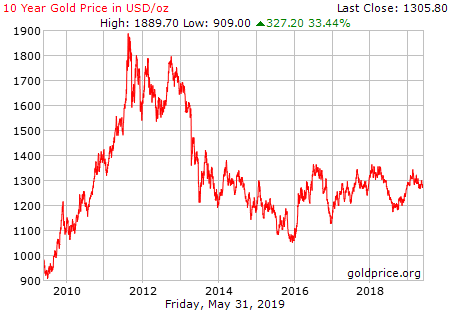 10 Year Gold Price in USD/oz Last Close: 1305.80
High: 1889.70 Low: 909.00 ▲327.20 33.44%
1900
1800
1700
1600
1500
1400
1300
1200
1100
1000
900
2010 2012 2014 2016 2018
goldprice.org
Friday, May 31, 2019